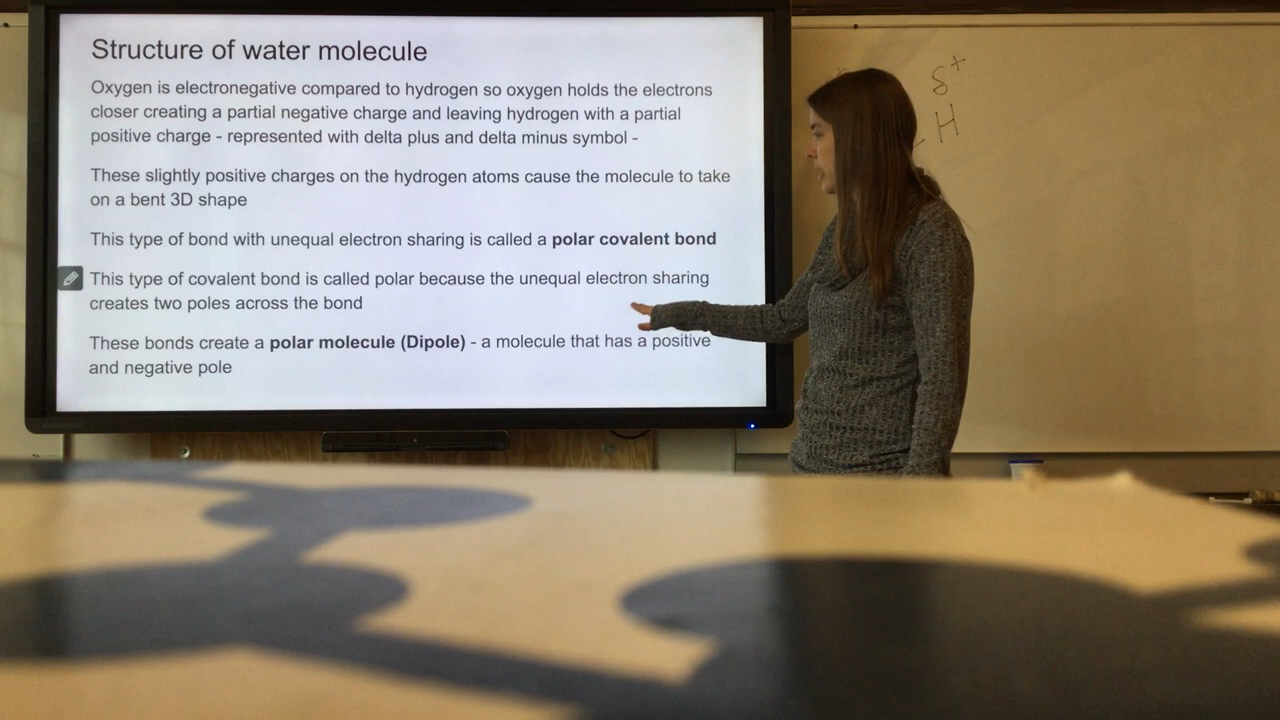 Structure of water molecule
Oxygen is electronegative compared to hydrogen so oxygen holds the electrons
closer creating a partial negative charge and leaving hydrogen with a partial
positive charge - represented with delta plus and delta minus symbol -
These slightly positive charges on the hydrogen atoms cause the molecule to take
on a bent 3D shape
This type of bond with unequal electron sharing is called a polar covalent bond
This type of covalent bond is called polar because the unequal electron sharing
creates two poles across the bond
These bonds create a polar molecule (Dipole) - a molecule that has a positive
and negative pole
δ+
H